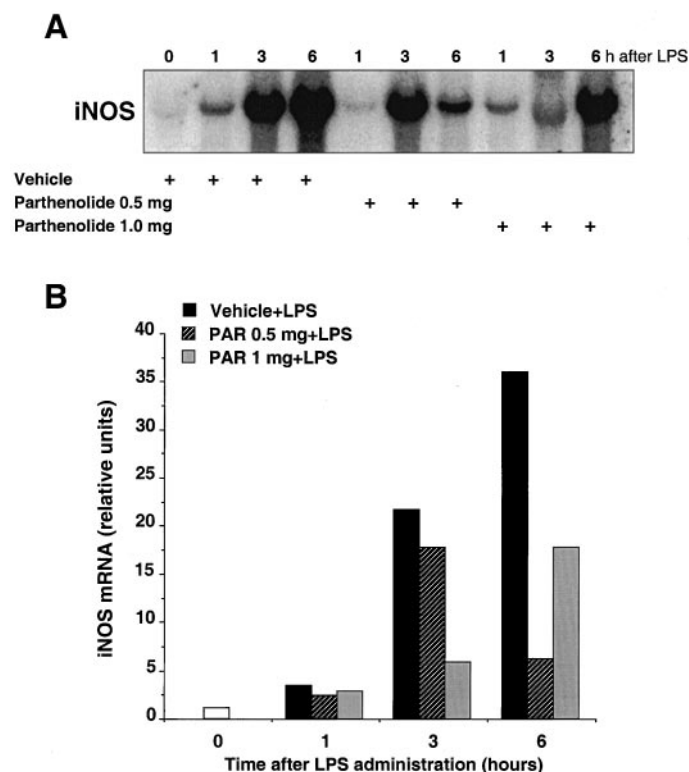 A
0 1 3 6 1 3 6 1 3 6 h after LPS
iNOS
Vehicle + + + +
Parthenolide 0.5 mg + + +
Parthenolide 1.0 mg + + +
B
Vehicle+LPS
PAR 0.5 mg+LPS
PAR 1 mg+LPS
40
35
30
25
20
15
10
5
0
iNOS mRNA (relative units)
0 1 3 6
Time after LPS administration (hours)